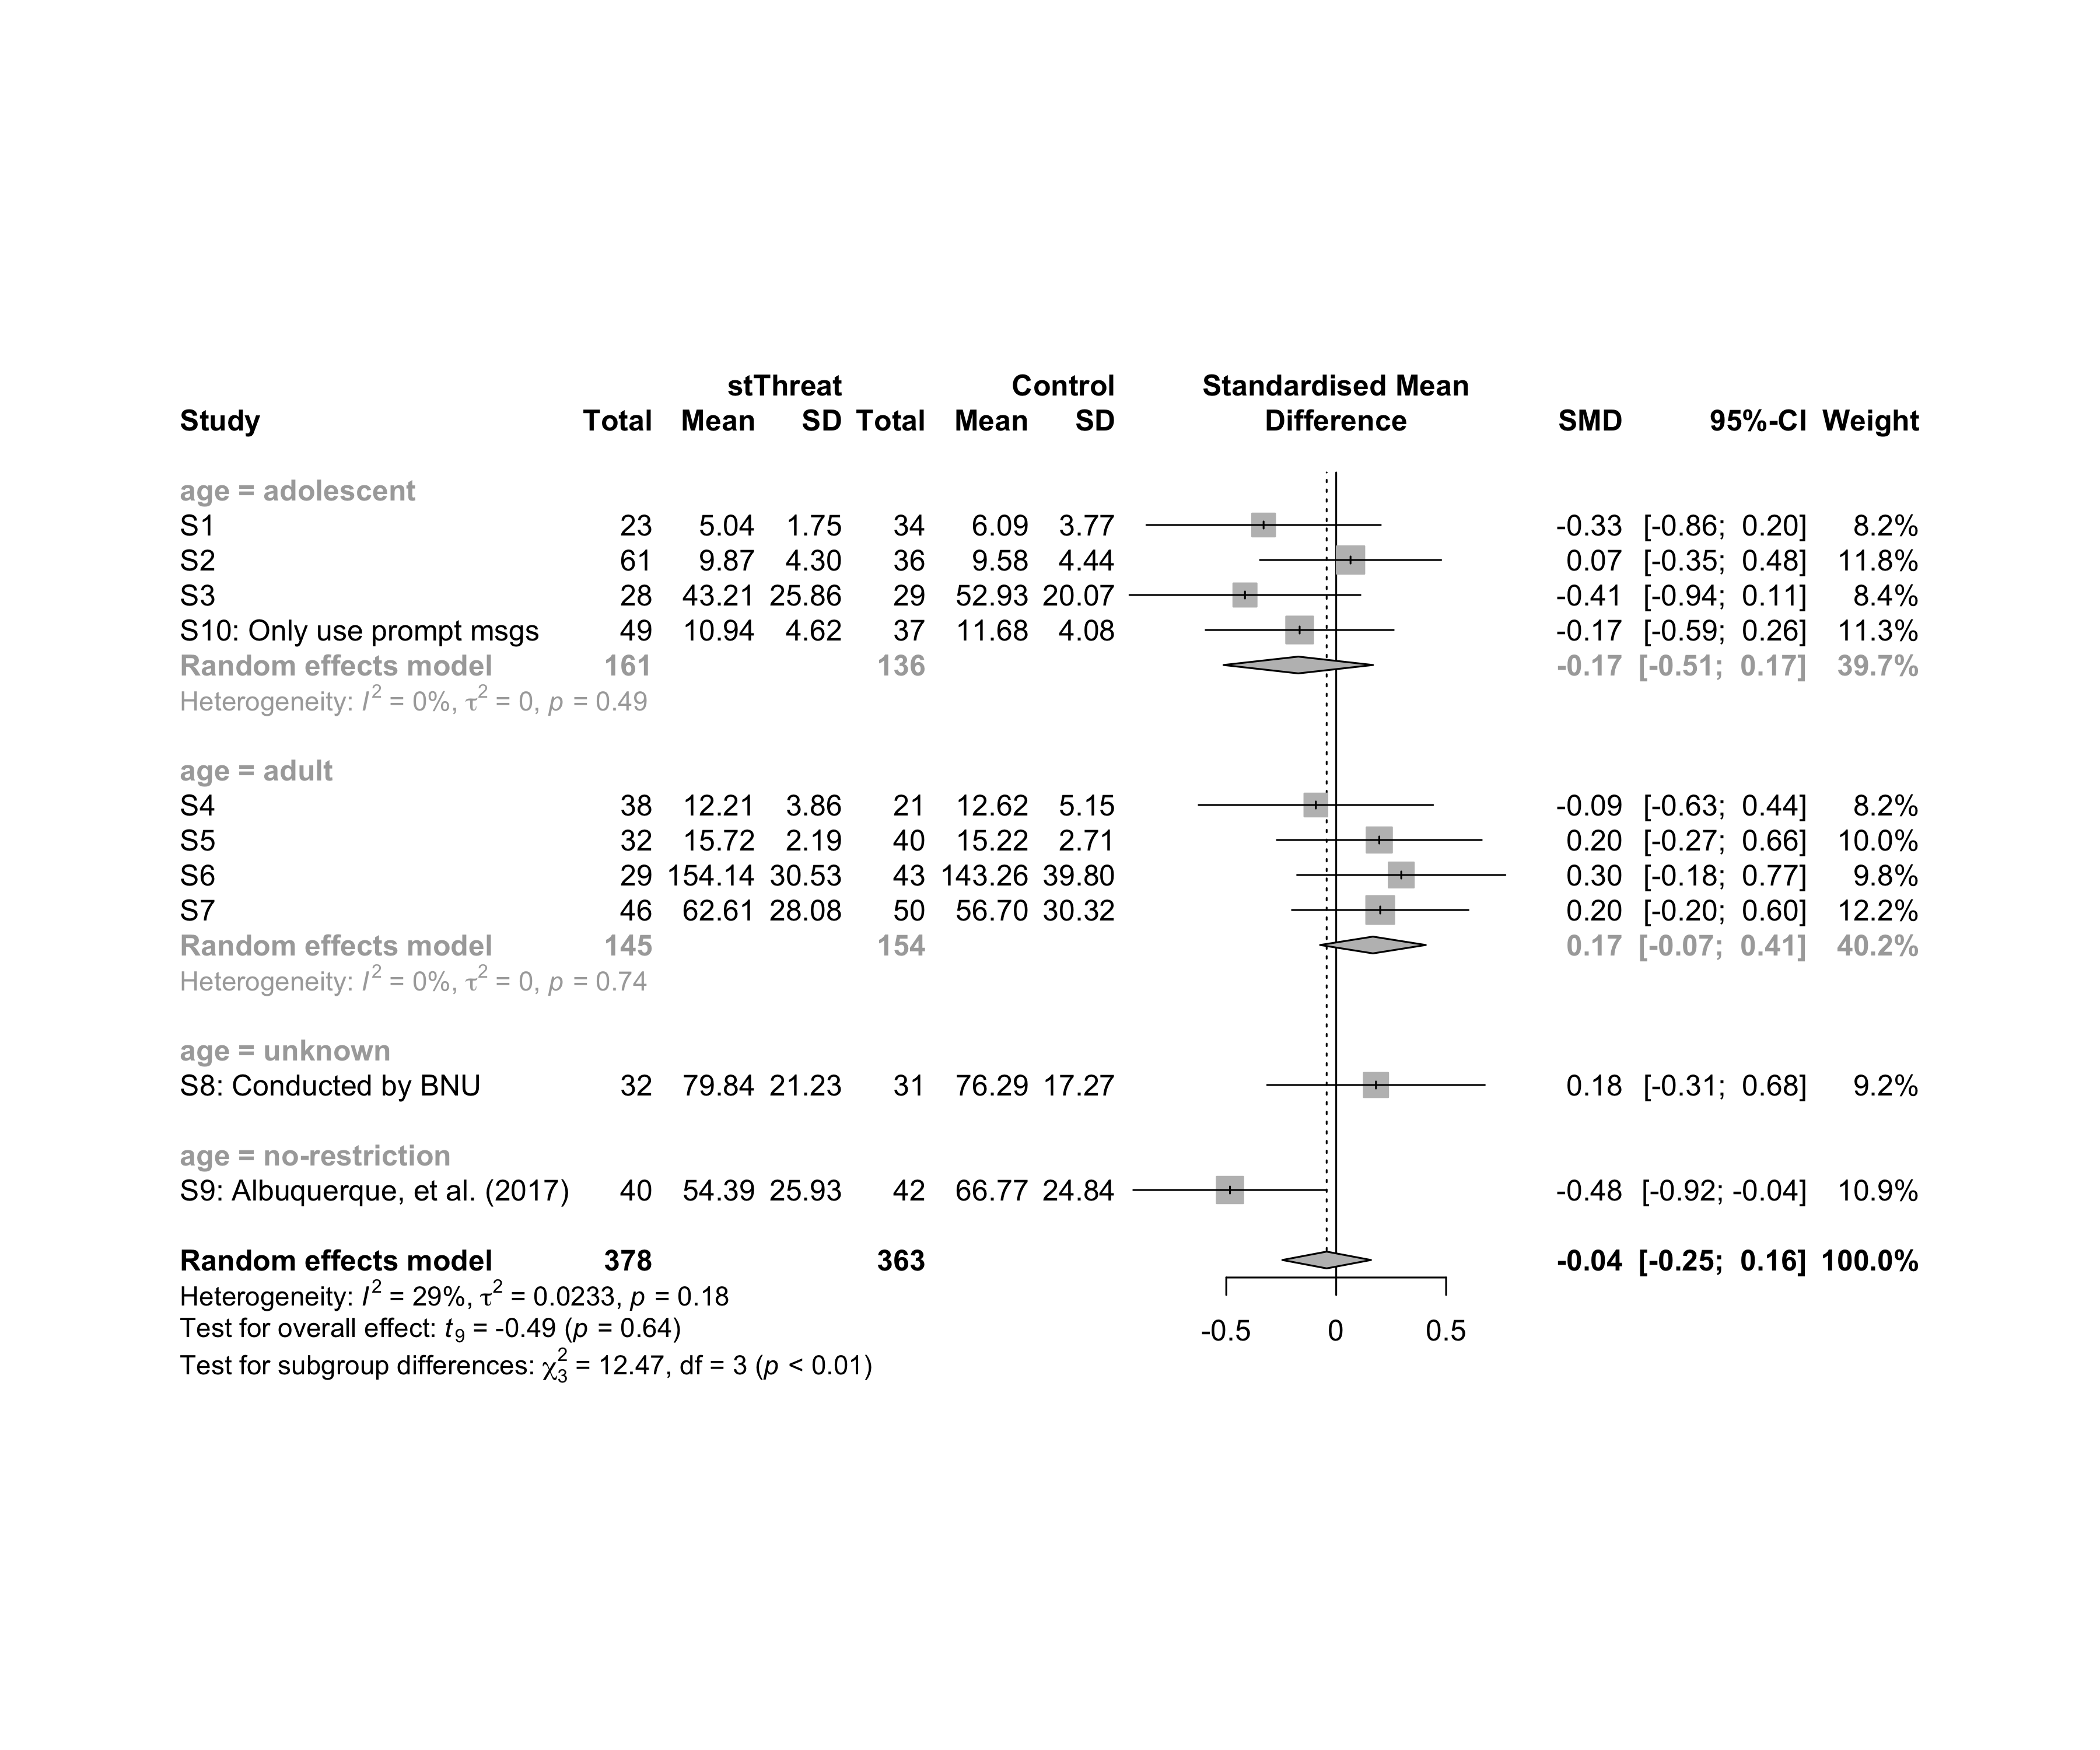 stThreat Control Standardised Mean
Study Total Mean SD Total Mean SD Difference SMD 95%-CI Weight
age = adolescent
S1 23 5.04 1.75 34 6.09 3.77 -0.33 [-0.86; 0.20] 8.2%
S2 61 9.87 4.30 36 9.58 4.44 0.07 [-0.35; 0.48] 11.8%
S3 28 43.21 25.86 29 52.93 20.07 -0.41 [-0.94; 0.11] 8.4%
S10: Only use prompt msgs 49 10.94 4.62 37 11.68 4.08 -0.17 [-0.59; 0.26] 11.3%
Random effects model 161 136 -0.17 [-0.51; 0.17] 39.7%
Heterogeneity: I² = 0%, τ² = 0, p = 0.49
age = adult
S4 38 12.21 3.86 21 12.62 5.15 -0.09 [-0.63; 0.44] 8.2%
S5 32 15.72 2.19 40 15.22 2.71 0.20 [-0.27; 0.66] 10.0%
S6 29 154.14 30.53 43 143.26 39.80 0.30 [-0.18; 0.77] 9.8%
S7 46 62.61 28.08 50 56.70 30.32 0.20 [-0.20; 0.60] 12.2%
Random effects model 145 154 0.17 [-0.07; 0.41] 40.2%
Heterogeneity: I² = 0%, τ² = 0, p = 0.74
age = unknown
S8: Conducted by BNU 32 79.84 21.23 31 76.29 17.27 0.18 [-0.31; 0.68] 9.2%
age = no-restriction
S9: Albuquerque, et al. (2017) 40 54.39 25.93 42 66.77 24.84 -0.48 [-0.92; -0.04] 10.9%
Random effects model 378 363 -0.04 [-0.25; 0.16] 100.0%
Heterogeneity: I² = 29%, τ² = 0.0233, p = 0.18
Test for overall effect: t₉ = -0.49 (p = 0.64)
-0.5 0 0.5
Test for subgroup differences: χ²₃ = 12.47, df = 3 (p < 0.01)